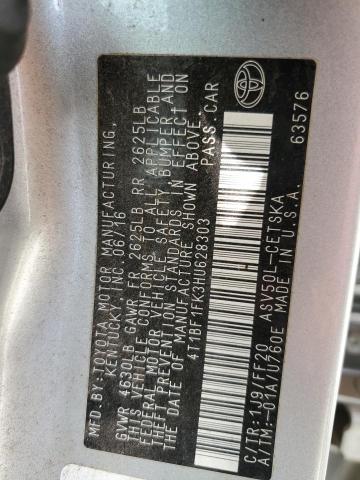 MFD. BY: TOYOTA MOTOR MANUFACTURING,
KENTUCKY, INC. 06/16
GVWR 4630LB GAWR FR 2625LB RR 2625LB
THIS VEHICLE CONFORMS TO ALL APPLICABLE
FEDERAL MOTOR VEHICLE SAFETY, BUMPER AND
THEFT PREVENTION STANDARDS IN EFFECT ON
THE DATE OF MANUFACTURE SHOWN ABOVE.
4T1BF1FK3HU628303 PASS.CAR
C/TR:1J9/FF20 ASV50L-CETSKA
A/TM:-01A/U760E MADE IN U.S.A.
63576